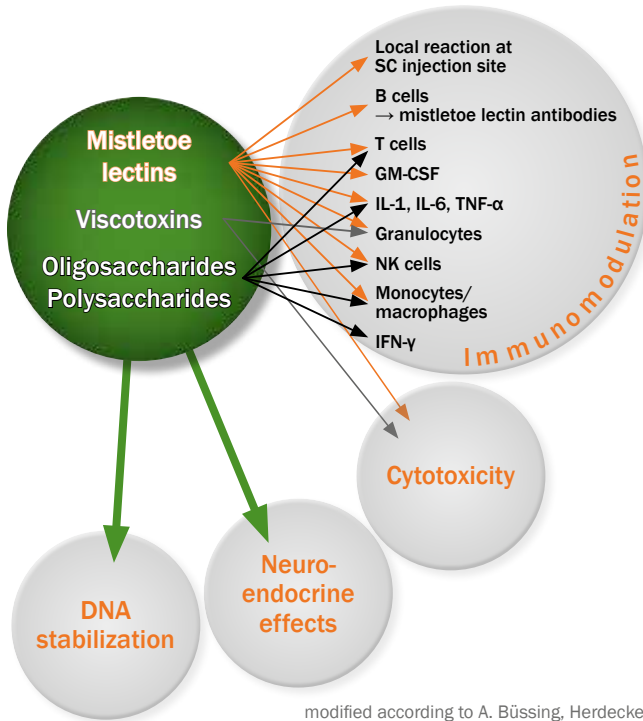 Local reaction at
SC injection site
B cells
→ mistletoe lectin antibodies
T cells
GM-CSF
IL-1, IL-6, TNF-α
Granulocytes
NK cells
Monocytes/
macrophages
IFN-γ
Immunomodulation
Mistletoe
lectins
Viscotoxins
Oligosaccharides
Polysaccharides
Cytotoxicity
Neuro-
endocrine
effects
DNA
stabilization
modified according to A. Büssing, Herdecke